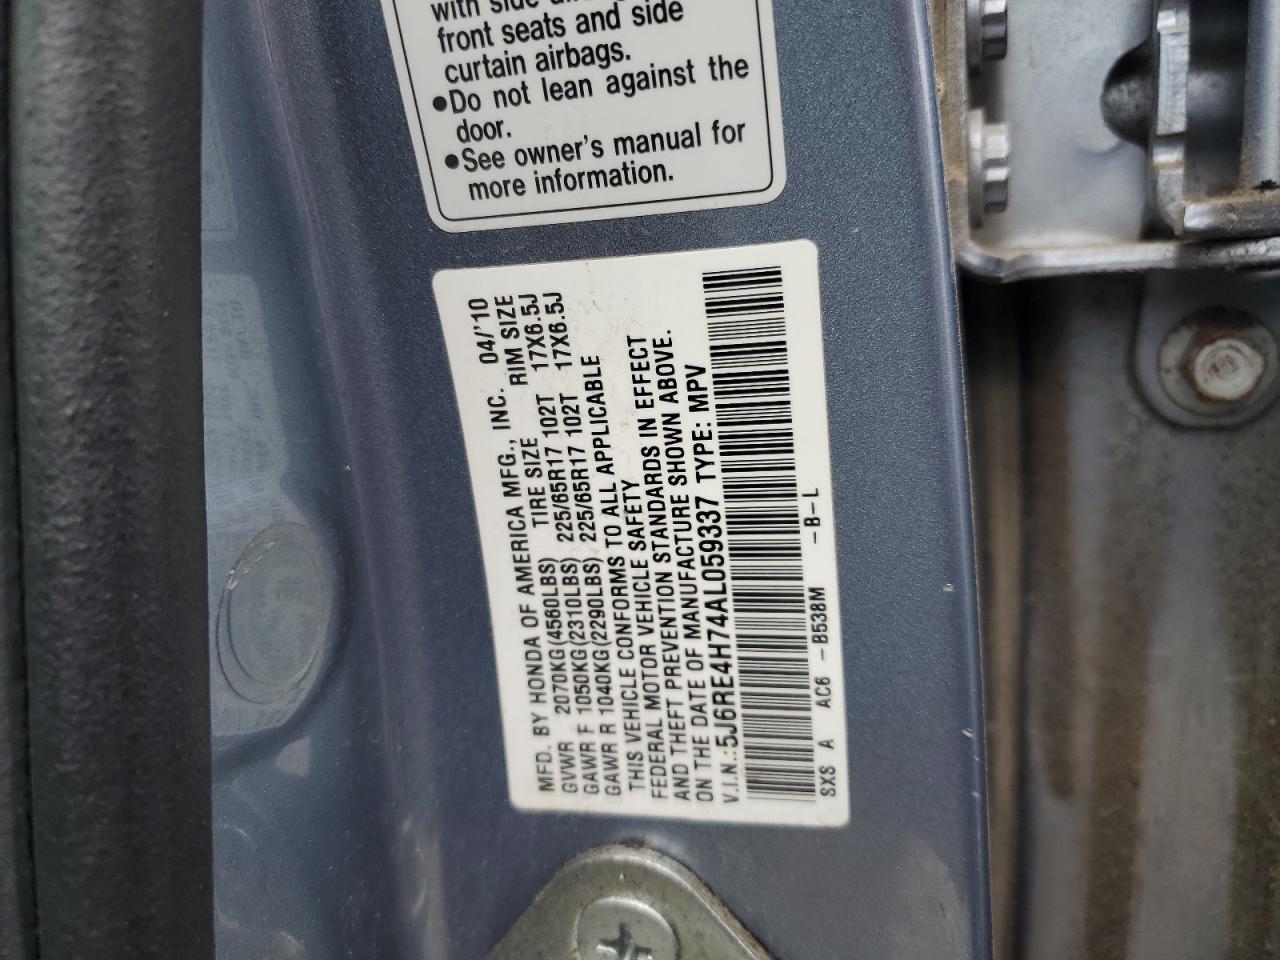 with side
front seats and side
curtain airbags.
●Do not lean against the
door.
●See owner's manual for
more information.
MFD. BY HONDA OF AMERICA MFG., INC. 04/'10
TIRE SIZE RIM SIZE
GVWR 2070KG(4560LBS)
GAWR F 1050KG(2310LBS) 225/65R17 102T 17X6.5J
GAWR R 1040KG(2290LBS) 225/65R17 102T 17X6.5J
THIS VEHICLE CONFORMS TO ALL APPLICABLE
FEDERAL MOTOR VEHICLE SAFETY
AND THEFT PREVENTION STANDARDS IN EFFECT
ON THE DATE OF MANUFACTURE SHOWN ABOVE.
V.I.N.:5J6RE4H74AL059337 TYPE: MPV
SXS A AC6 -B538M -B-L